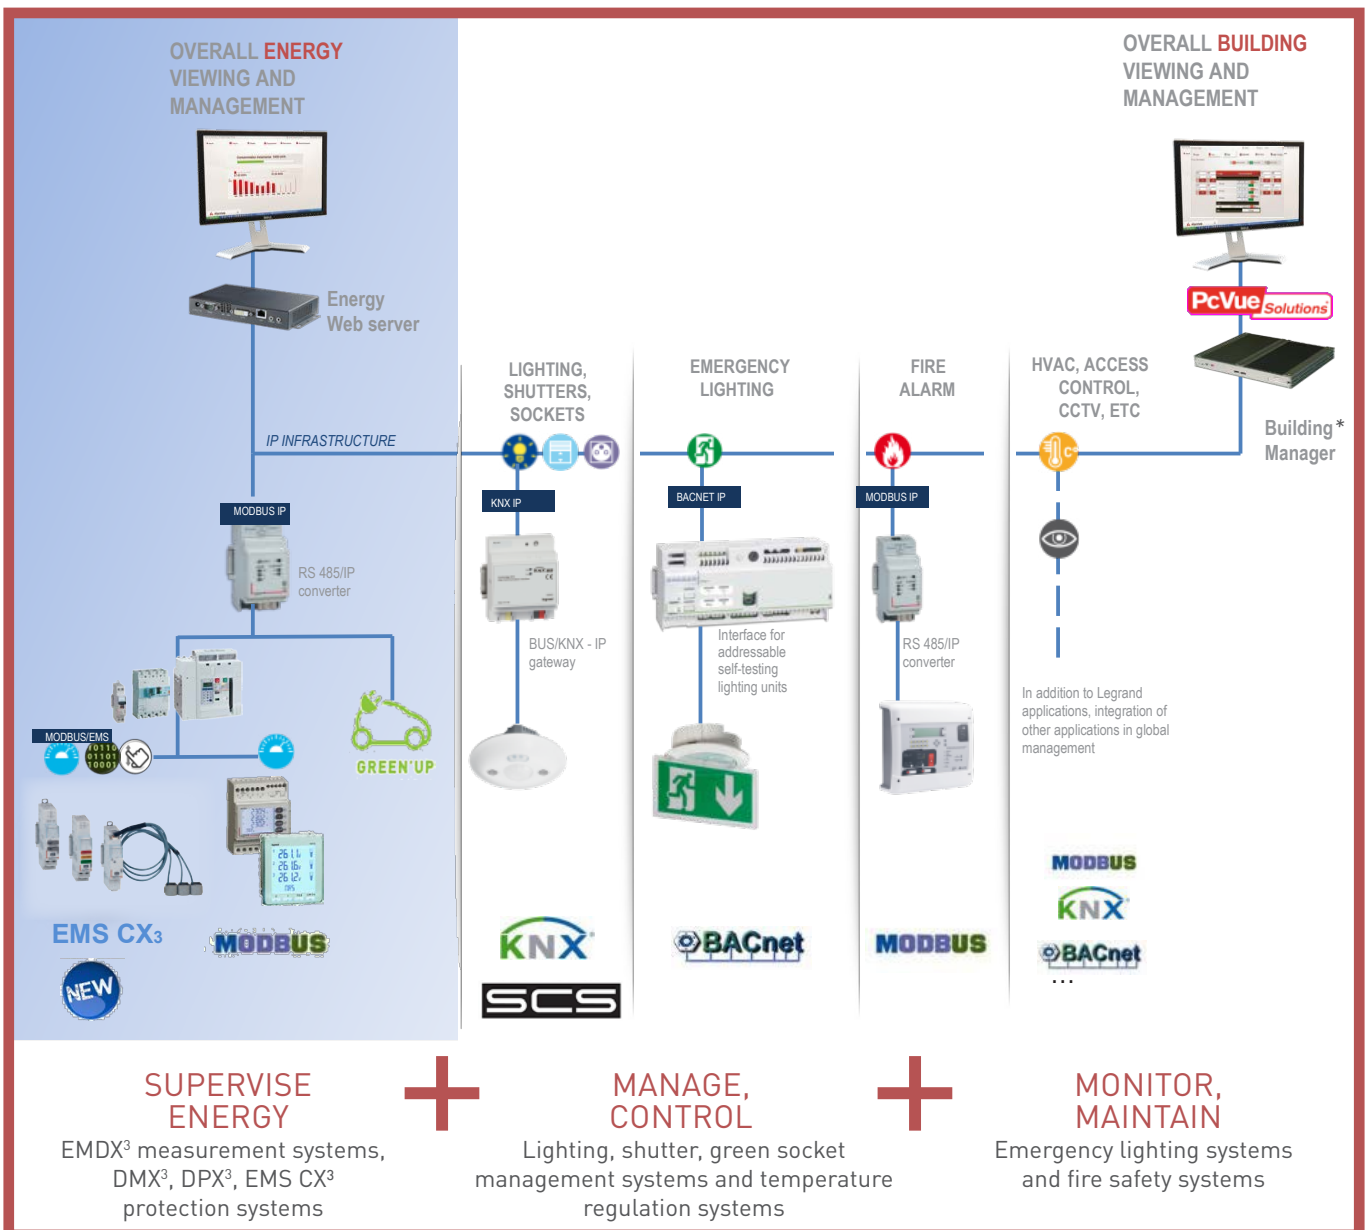 OVERALL ENERGY
VIEWING AND
MANAGEMENT
OVERALL BUILDING
VIEWING AND
MANAGEMENT
Energy
Web server
PcVue Solutions
Building*
Manager
IP INFRASTRUCTURE
LIGHTING,
SHUTTERS,
SOCKETS
EMERGENCY
LIGHTING
FIRE
ALARM
HVAC, ACCESS
CONTROL,
CCTV, ETC
C°
MODBUS IP
KNX IP
BACNET IP
MODBUS IP
RS 485/IP
converter
BUS/KNX - IP
gateway
Interface for
addressable
self-testing
lighting units
RS 485/IP
converter
In addition to Legrand
applications, integration of
other applications in global
management
MODBUS/EMS
10110
01101
10001
GREEN'UP
EMS CX3
NEW
MODBUS
KNX
SCS
BACnet
MODBUS
MODBUS
KNX
BACnet
...
SUPERVISE
ENERGY
EMDX³ measurement systems,
DMX³, DPX³, EMS CX³
protection systems
+
MANAGE,
CONTROL
Lighting, shutter, green socket
management systems and temperature
regulation systems
+
MONITOR,
MAINTAIN
Emergency lighting systems
and fire safety systems